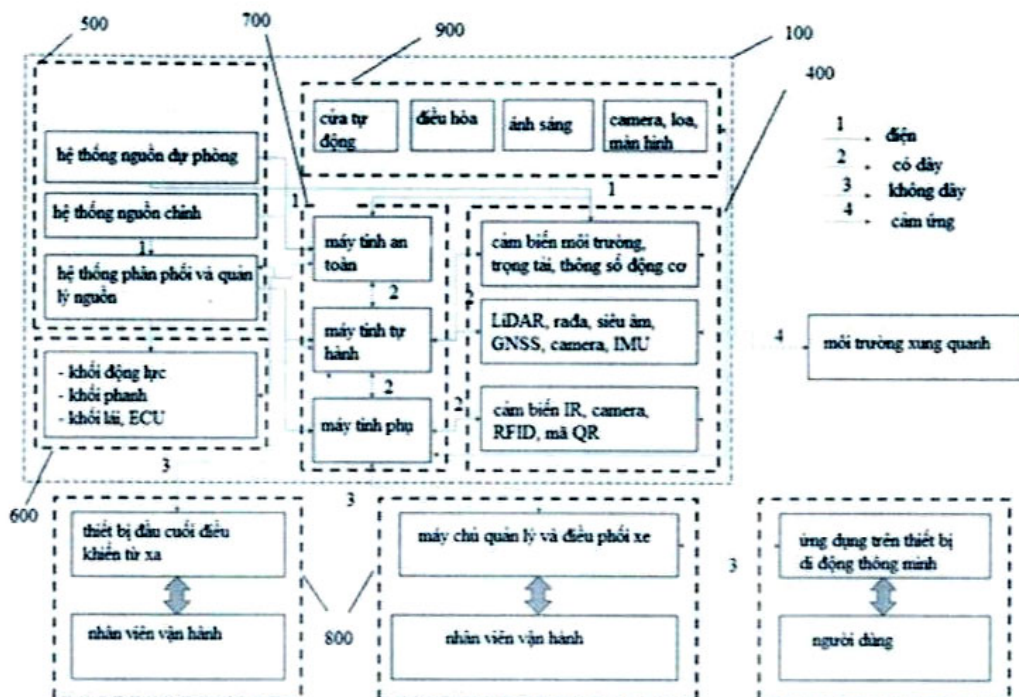 500
700
900
100
400
cửa tự
động
điều hòa
ánh sáng
camera, loa,
màn hình
hệ thống nguồn dự phòng
hệ thống nguồn chính
1
hệ thống phân phối và quản
lý nguồn
- khối động lực
- khối phanh
- khối lái, ECU
600
3
1
máy tính an
toàn
2
máy tính tự
hành
2
máy tính phụ
3
1
cảm biến môi trường,
trọng tải, thông số động cơ
2
LiDAR, rađa, siêu âm,
GNSS, camera, IMU
2
cảm biến IR, camera,
RFID, mã QR
1 điện
2 có dây
3 không dây
4 cảm ứng
4
môi trường xung quanh
thiết bị đầu cuối điều
khiển từ xa
nhân viên vận hành
800
máy chủ quản lý và điều phối xe
nhân viên vận hành
3
ứng dụng trên thiết bị
di động thông minh
người dùng